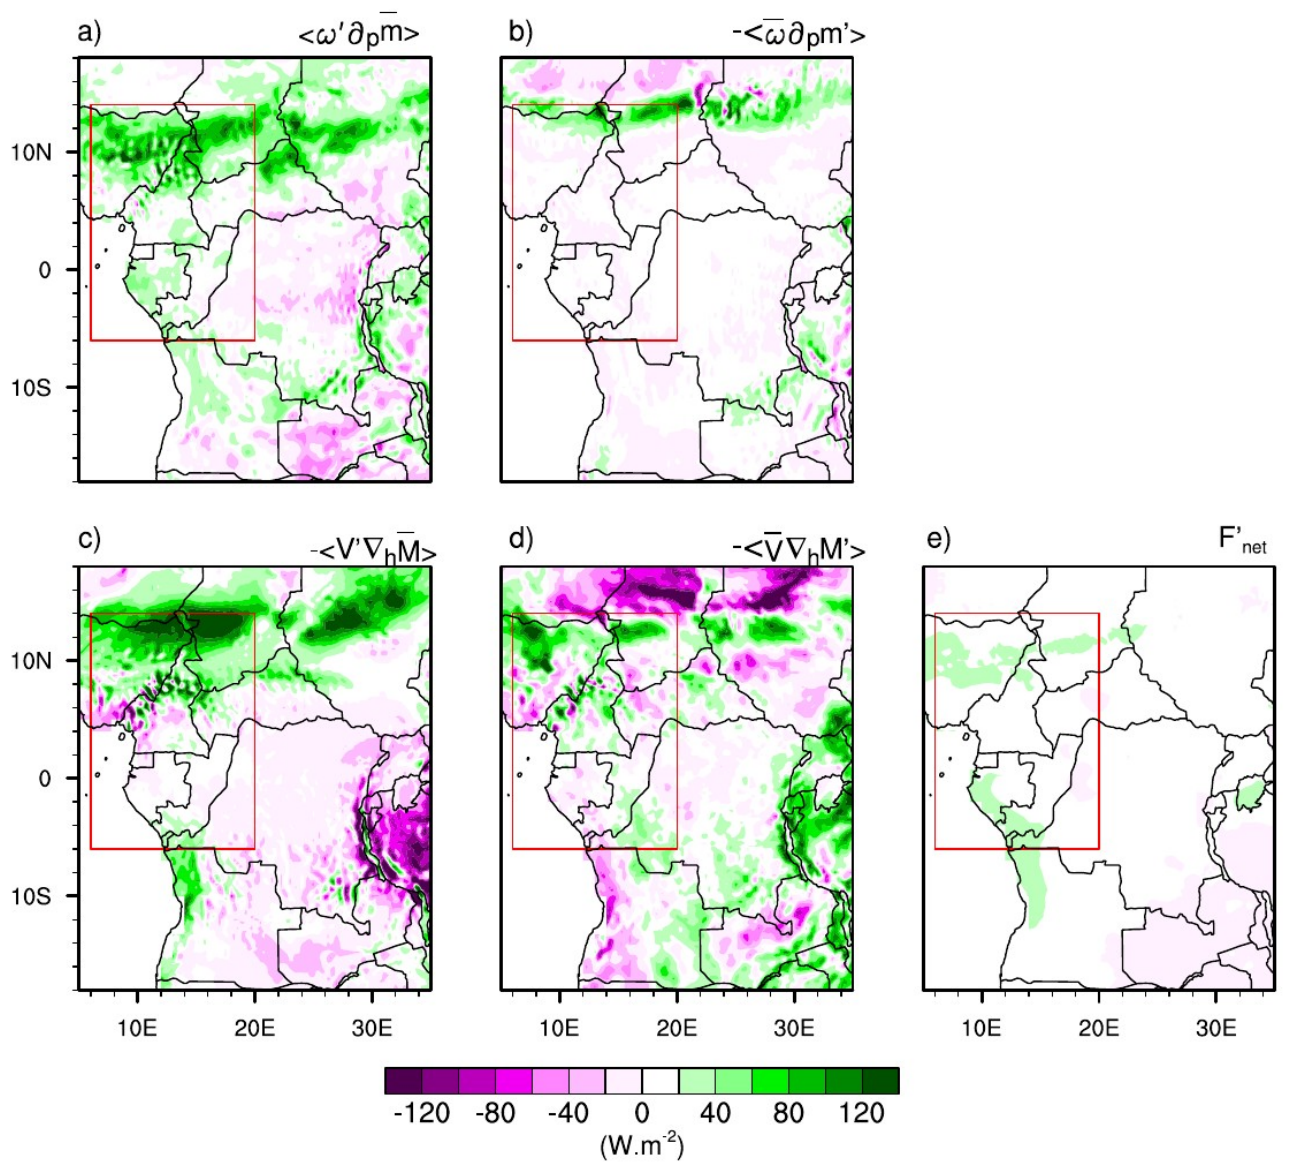 a) <ω′∂ₚm̅>
b) -<ω̅∂ₚm'>
10N
0
10S
c) -<V'∇ₕM̅>
d) -<V̅∇ₕM'>
e) F'net
10N
0
10S
10E 20E 30E
10E 20E 30E
10E 20E 30E
-120 -80 -40 0 40 80 120
(W.m⁻²)